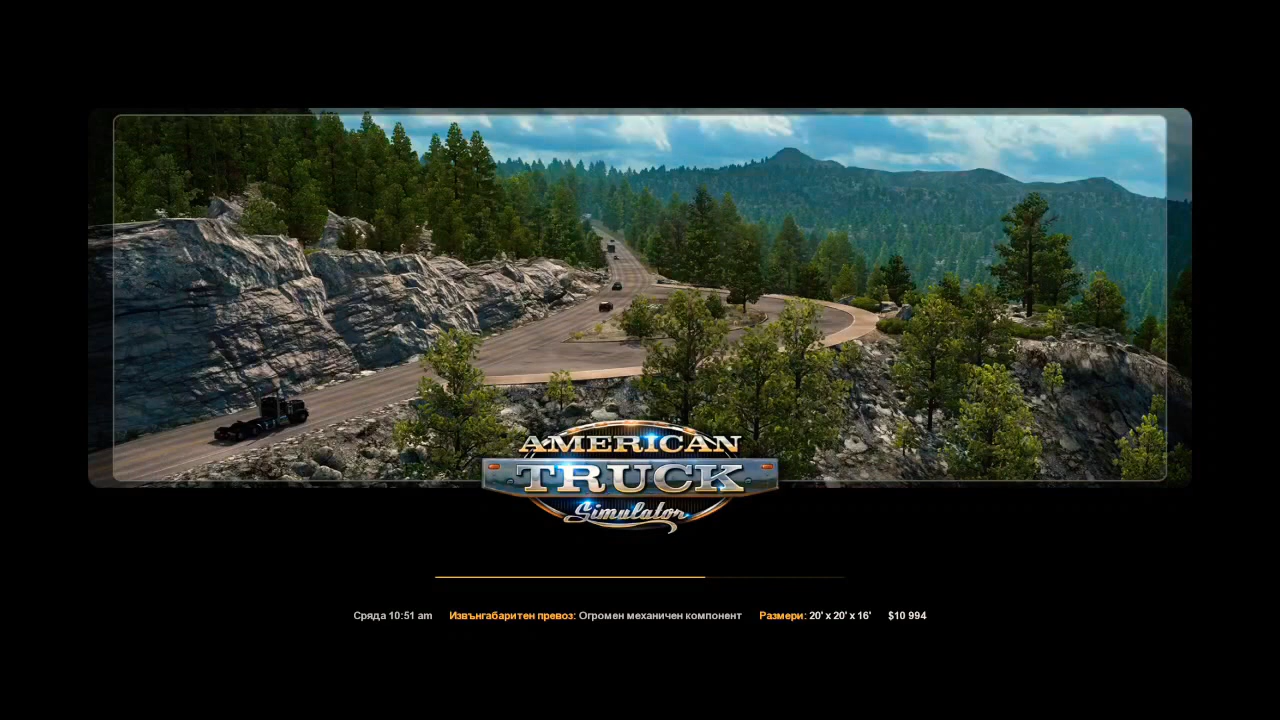 AMERICAN
TRUCK
Simulator
Сряда 10:51 am Извънгабаритен превоз: Огромен механичен компонент Размери: 20' x 20' x 16' $10 994